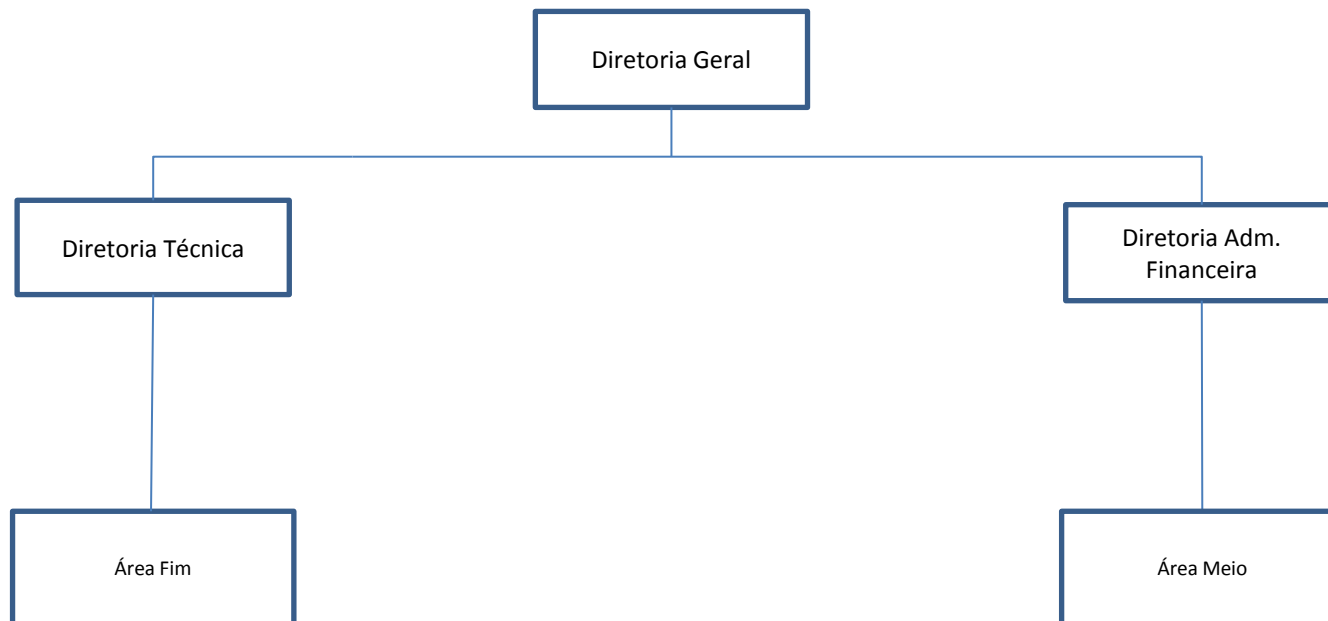 Diretoria Geral
Diretoria Técnica
Diretoria Adm.
Financeira
Área Fim
Área Meio